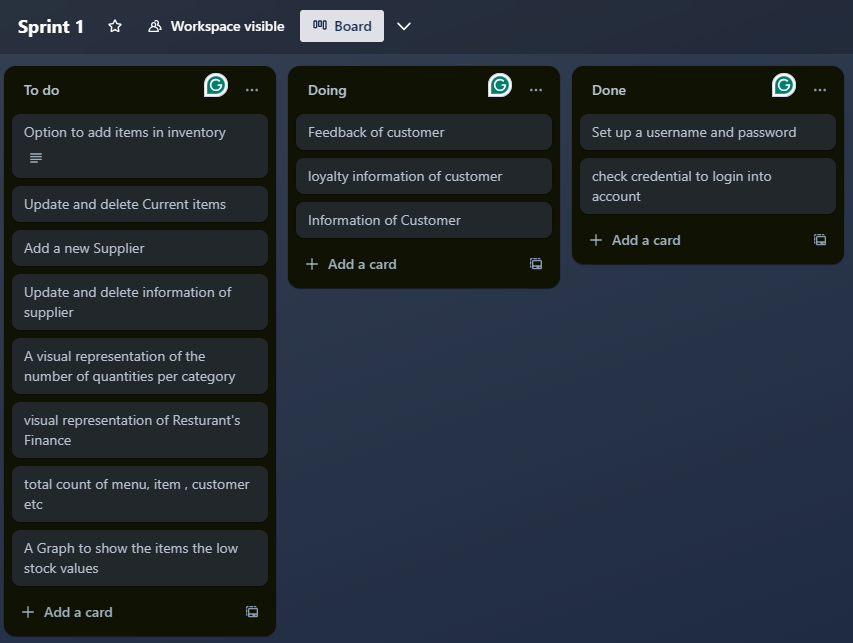 Sprint 1
Workspace visible
Board
To do
Option to add items in inventory
Update and delete Current items
Add a new Supplier
Update and delete information of
supplier
A visual representation of the
number of quantities per category
visual representation of Resturant's
Finance
total count of menu, item , customer
etc
A Graph to show the items the low
stock values
Add a card
Doing
Feedback of customer
loyalty information of customer
Information of Customer
Add a card
Done
Set up a username and password
check credential to login into
account
Add a card